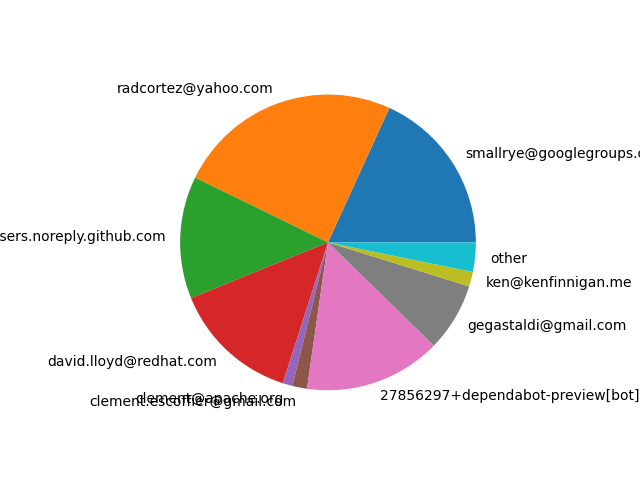 radcortez@yahoo.com
smallrye@googlegroups.c
sers.noreply.github.com
other
ken@kenfinnigan.me
gegastaldi@gmail.com
david.lloyd@redhat.com
27856297+dependabot-preview[bot]
clement@apache.org
clement.escoffier@gmail.com